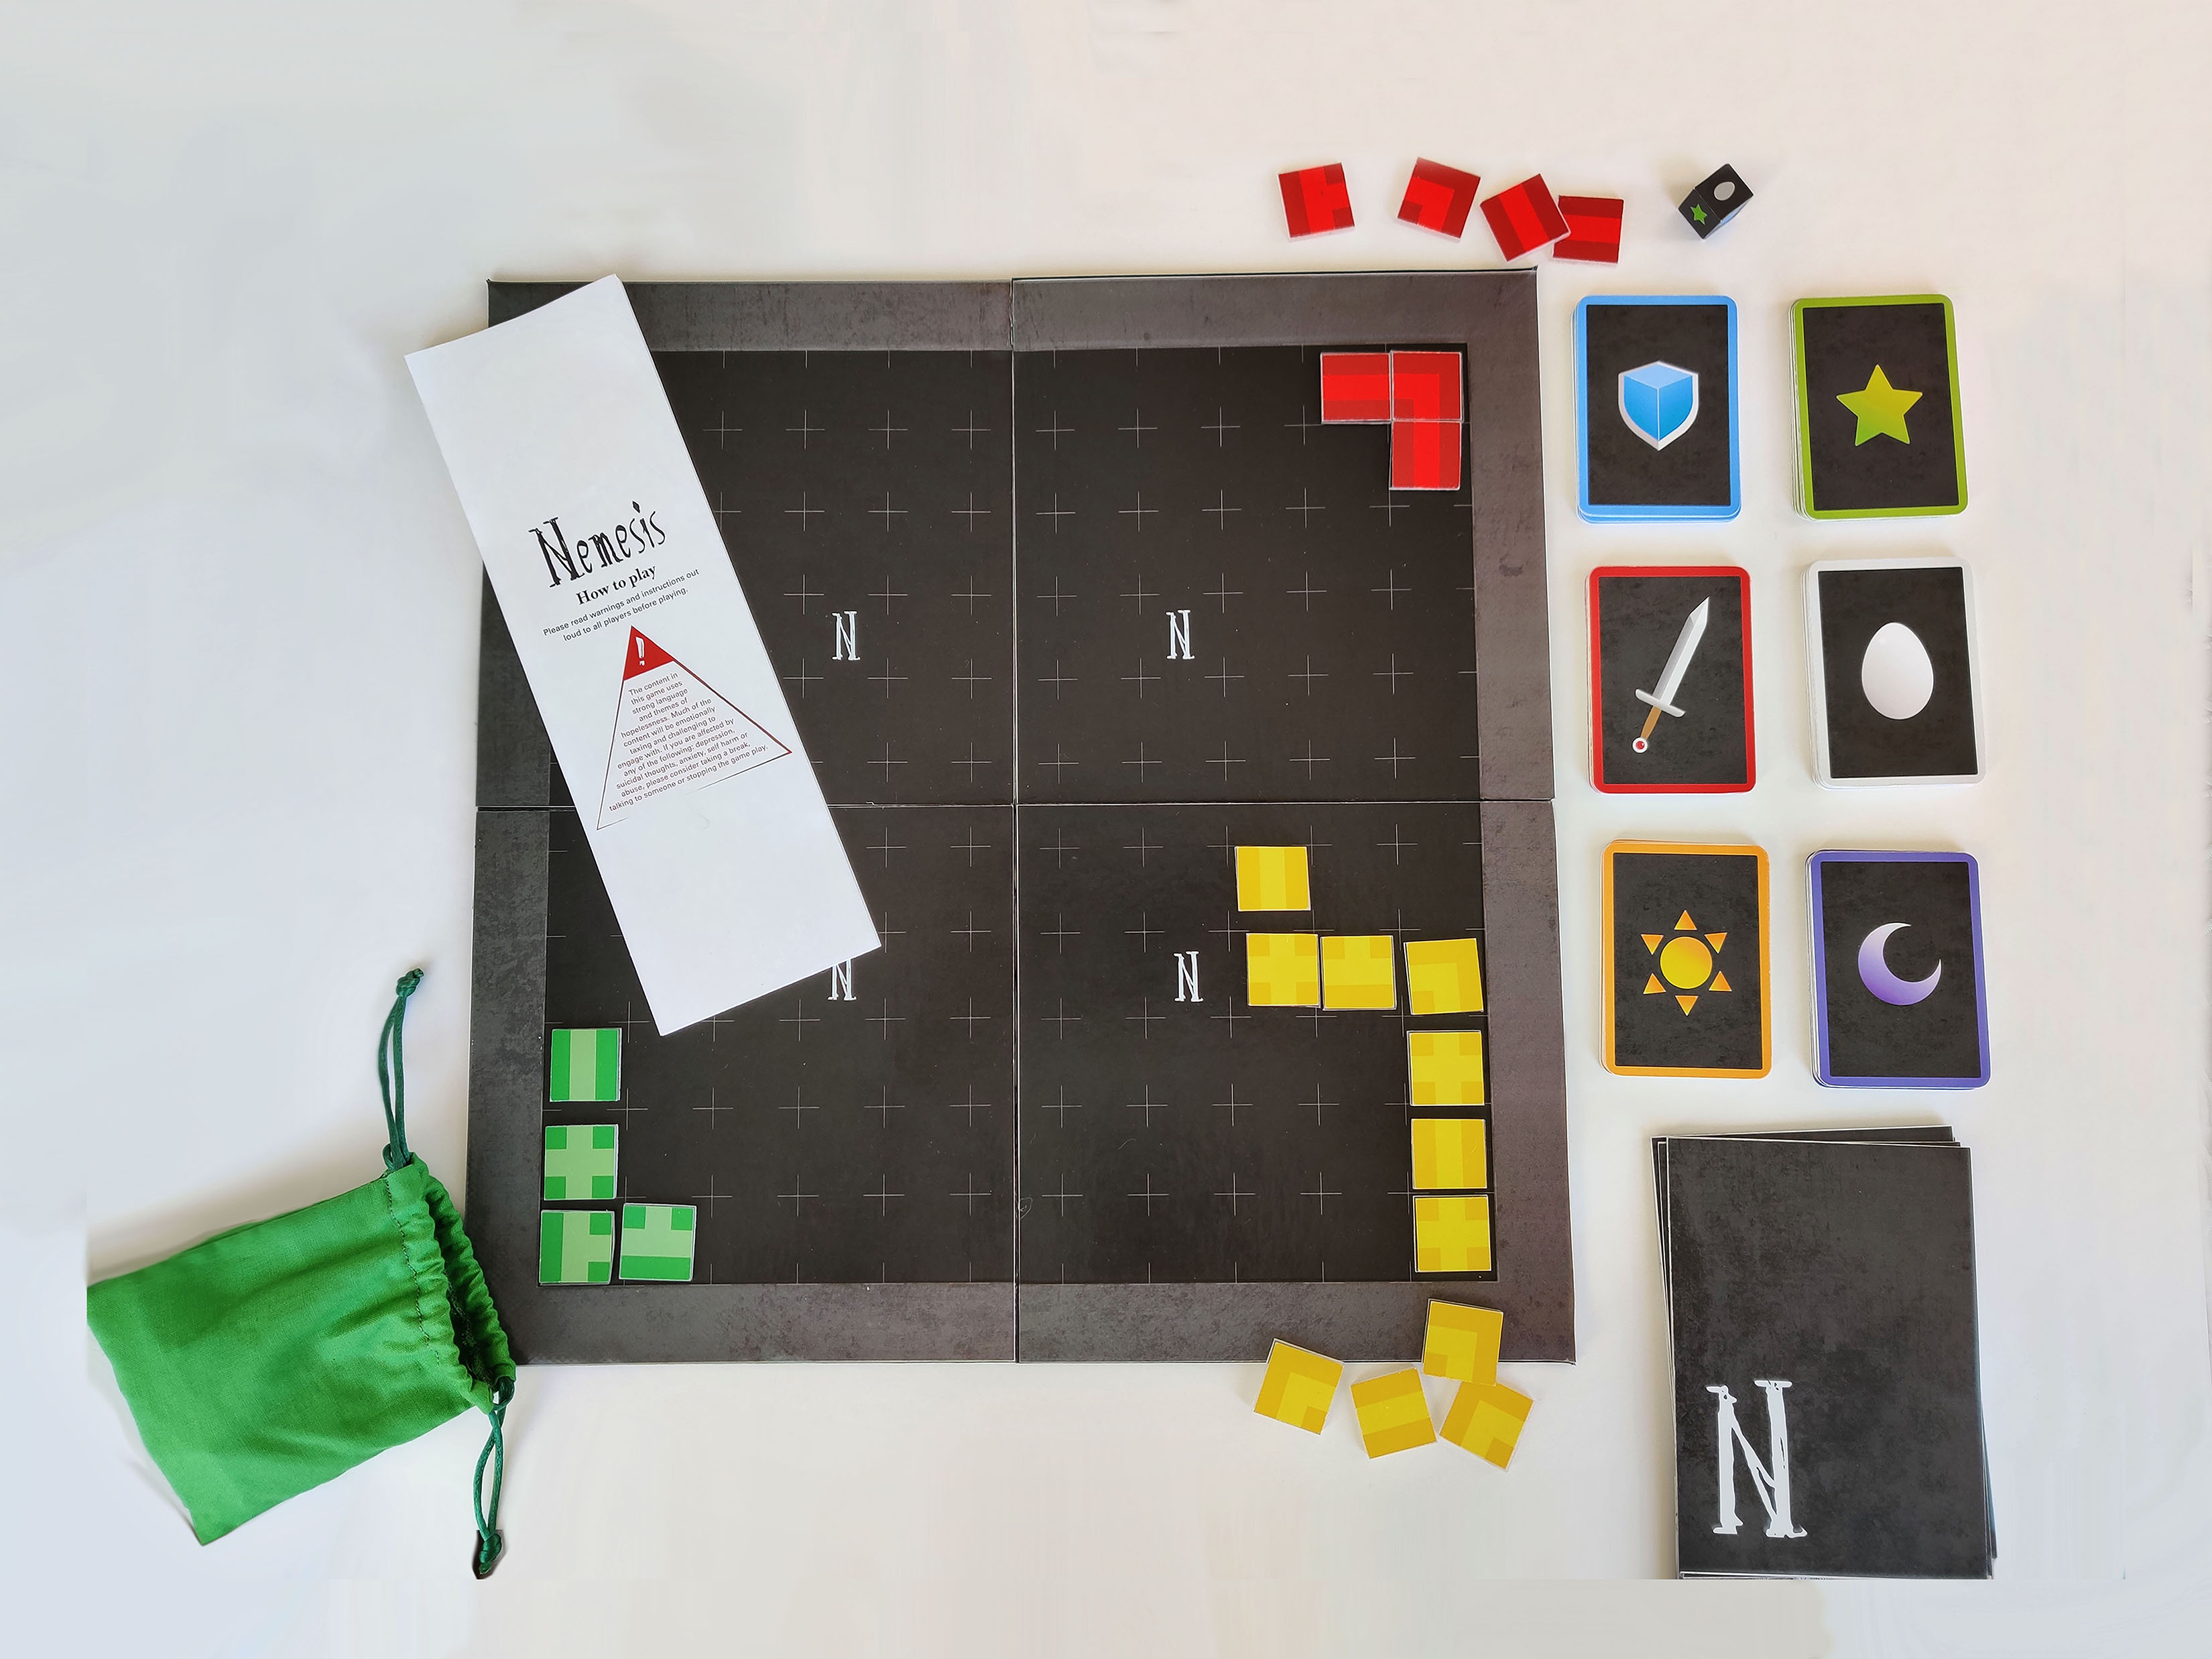 Nemesis
How to play
Please read warnings and instructions out
loud to all players before playing.
!
The content in
this game uses
strong language
and themes of
hopelessness. Much of the
content will be emotionally
taxing and challenging to
engage with. If you are affected by
any of the following: depression,
suicidal thoughts, anxiety, self harm or
abuse, please consider taking a break,
talking to someone or stopping the game play.
N
N
N
N
N